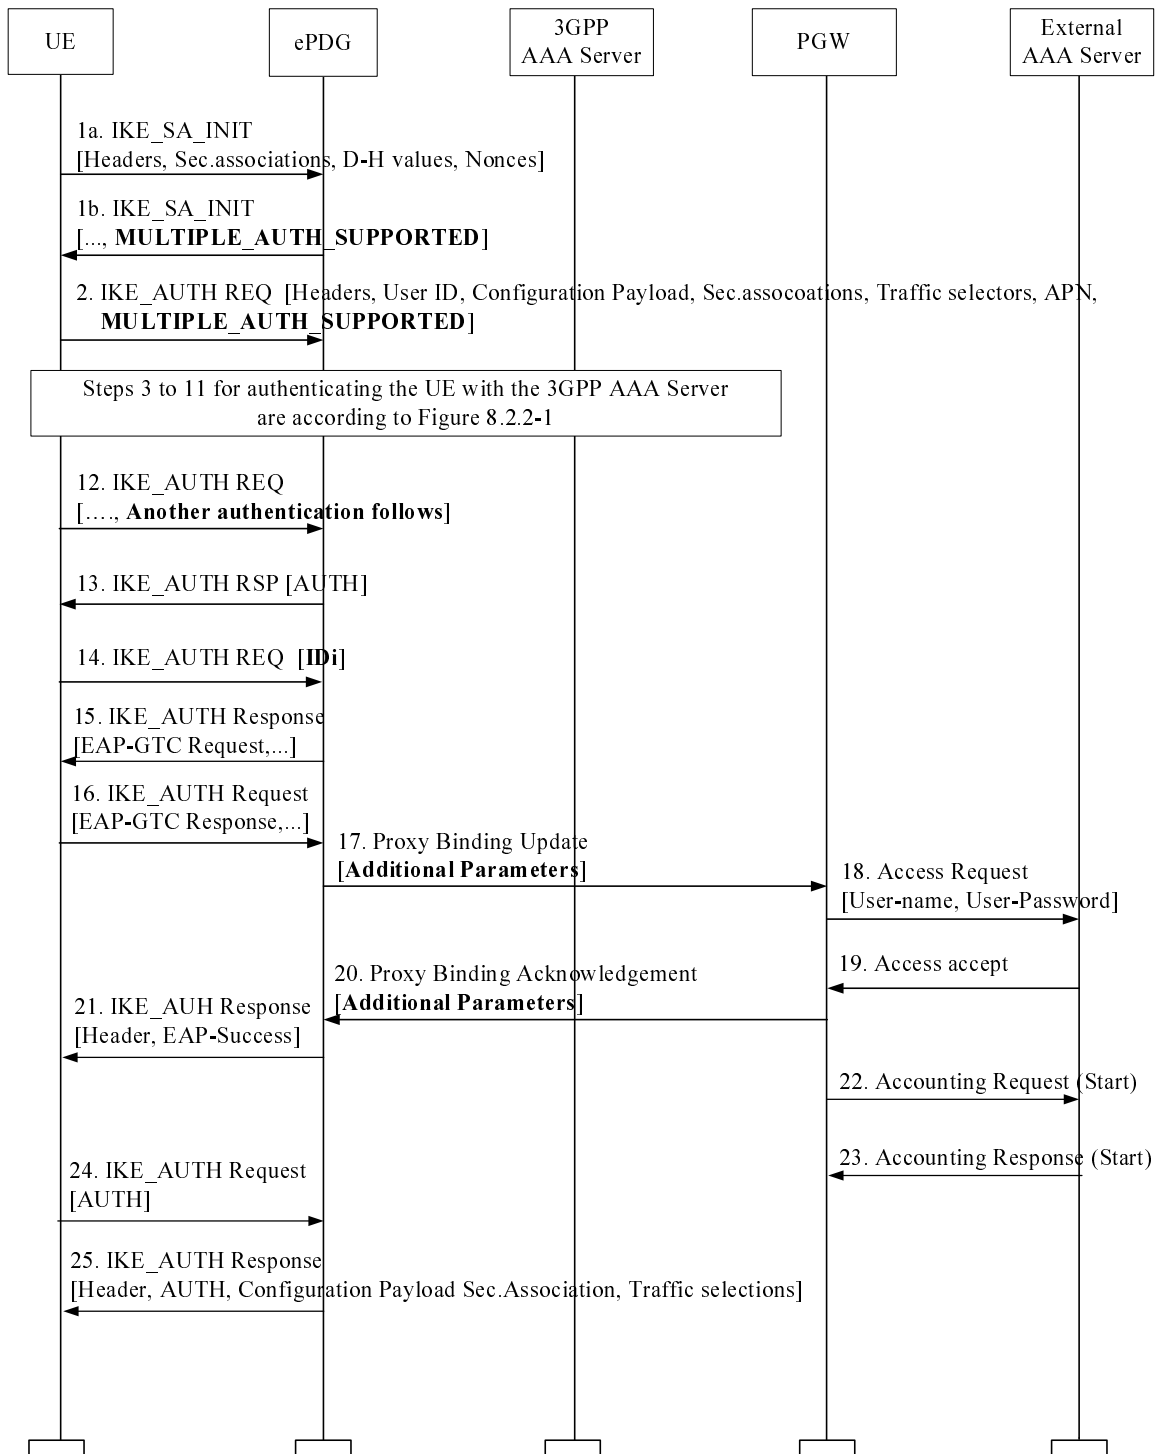 UE
ePDG
3GPP
AAA Server
PGW
External
AAA Server
1a. IKE_SA_INIT
[Headers, Sec.associations, D-H values, Nonces]
1b. IKE_SA_INIT
[..., MULTIPLE_AUTH_SUPPORTED]
2. IKE_AUTH REQ [Headers, User ID, Configuration Payload, Sec.assocoations, Traffic selectors, APN,
MULTIPLE_AUTH_SUPPORTED]
Steps 3 to 11 for authenticating the UE with the 3GPP AAA Server
are according to Figure 8.2.2-1
12. IKE_AUTH REQ
[...., Another authentication follows]
13. IKE_AUTH RSP [AUTH]
14. IKE_AUTH REQ [IDi]
15. IKE_AUTH Response
[EAP-GTC Request,...]
16. IKE_AUTH Request
[EAP-GTC Response,...]
17. Proxy Binding Update
[Additional Parameters]
18. Access Request
[User-name, User-Password]
19. Access accept
20. Proxy Binding Acknowledgement
[Additional Parameters]
21. IKE_AUH Response
[Header, EAP-Success]
22. Accounting Request (Start)
23. Accounting Response (Start)
24. IKE_AUTH Request
[AUTH]
25. IKE_AUTH Response
[Header, AUTH, Configuration Payload Sec.Association, Traffic selections]